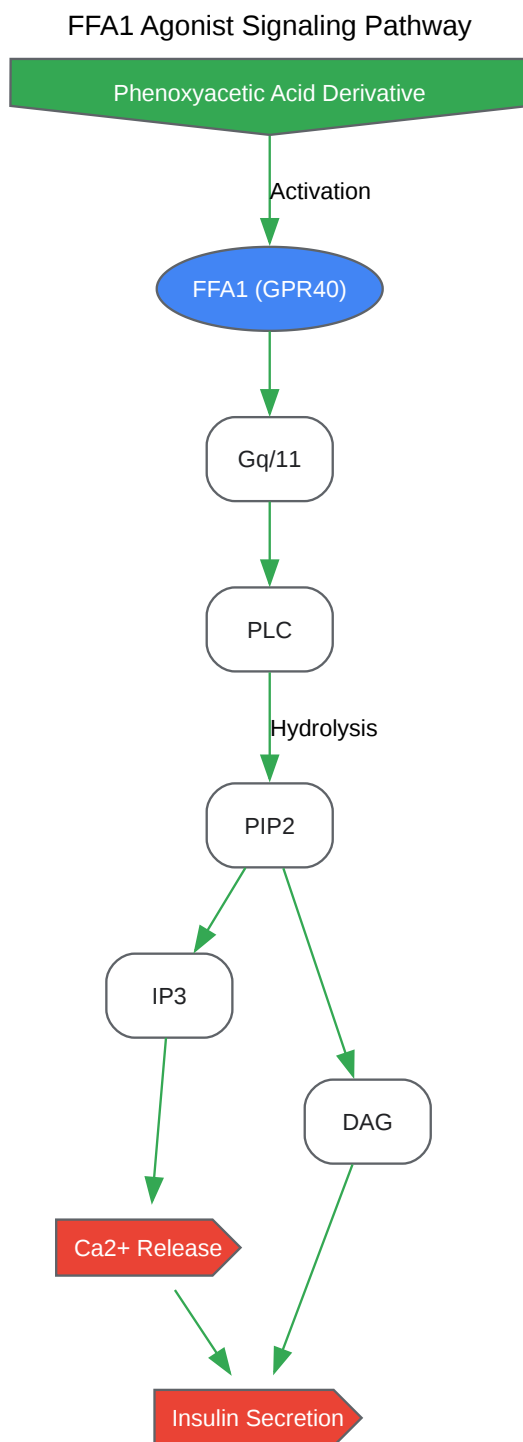 FFA1 Agonist Signaling Pathway
Phenoxyacetic Acid Derivative
Activation
FFA1 (GPR40)
Gq/11
PLC
Hydrolysis
PIP2
IP3
DAG
Ca2+ Release
Insulin Secretion